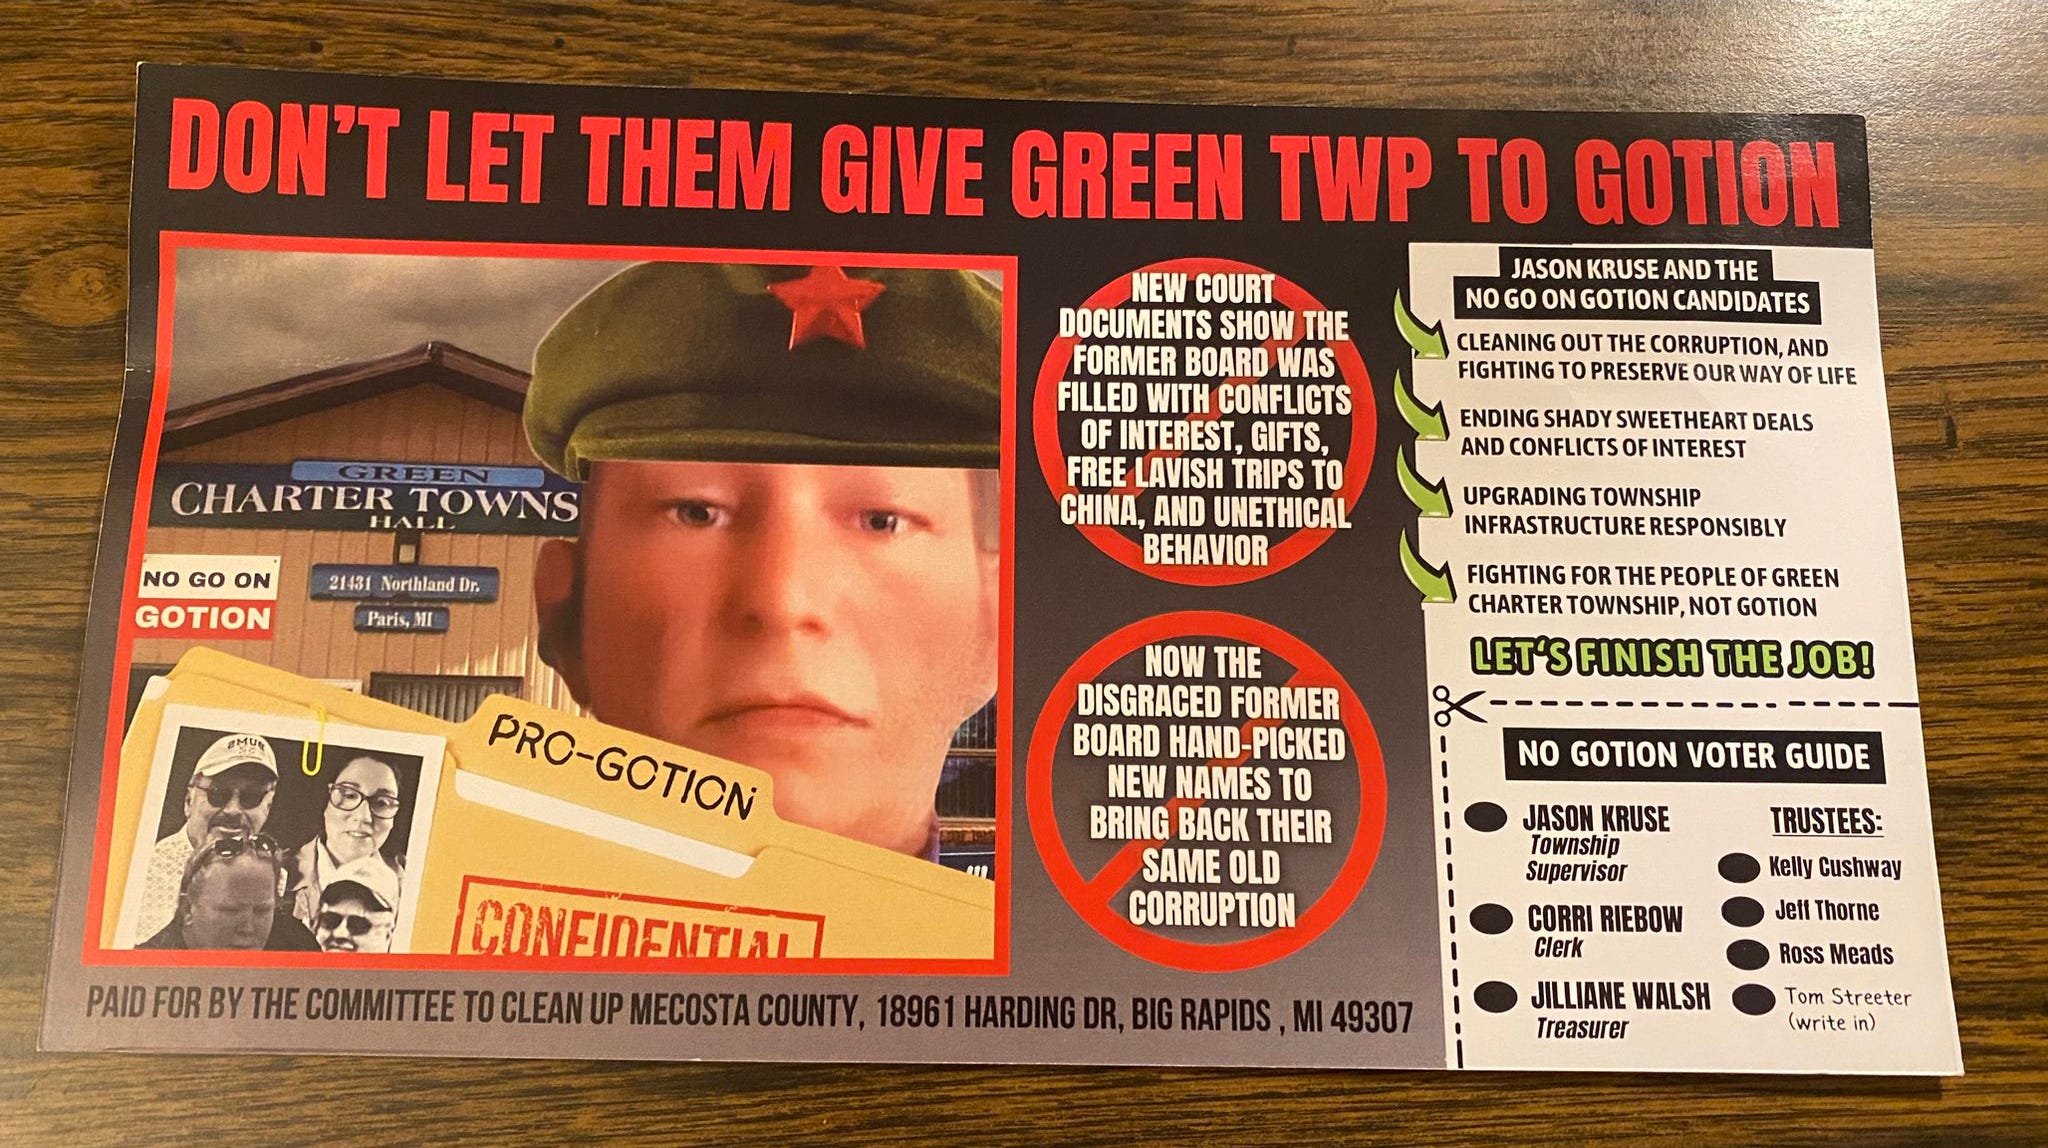 DON'T LET THEM GIVE GREEN TWP TO GOTION
GREEN
CHARTER TOWNS
HALL
NO GO ON
GOTION
21431 Northland Dr.
Paris, MI
PRO-GOTION
CONFIDENTIAL
NEW COURT
DOCUMENTS SHOW THE
FORMER BOARD WAS
FILLED WITH CONFLICTS
OF INTEREST, GIFTS,
FREE LAVISH TRIPS TO
CHINA, AND UNETHICAL
BEHAVIOR
NOW THE
DISGRACED FORMER
BOARD HAND-PICKED
NEW NAMES TO
BRING BACK THEIR
SAME OLD
CORRUPTION
JASON KRUSE AND THE
NO GO ON GOTION CANDIDATES
CLEANING OUT THE CORRUPTION, AND
FIGHTING TO PRESERVE OUR WAY OF LIFE
ENDING SHADY SWEETHEART DEALS
AND CONFLICTS OF INTEREST
UPGRADING TOWNSHIP
INFRASTRUCTURE RESPONSIBLY
FIGHTING FOR THE PEOPLE OF GREEN
CHARTER TOWNSHIP, NOT GOTION
LET'S FINISH THE JOB!
NO GOTION VOTER GUIDE
JASON KRUSE
Township
Supervisor
CORRI RIEBOW
Clerk
JILLIANE WALSH
Treasurer
TRUSTEES:
Kelly Cushway
Jeff Thorne
Ross Meads
Tom Streeter
(write in)
PAID FOR BY THE COMMITTEE TO CLEAN UP MECOSTA COUNTY, 18961 HARDING DR, BIG RAPIDS , MI 49307